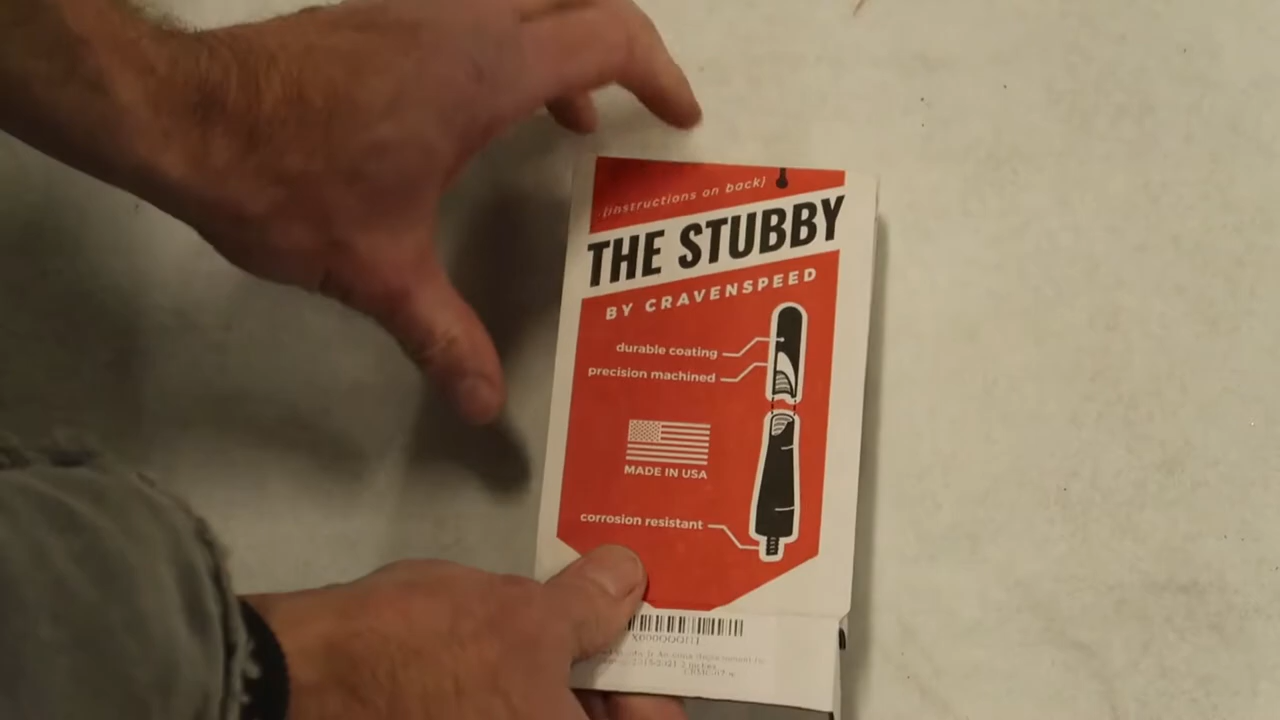 (instructions on back)
THE STUBBY
BY CRAVENSPEED
durable coating
precision machined
MADE IN USA
corrosion resistant